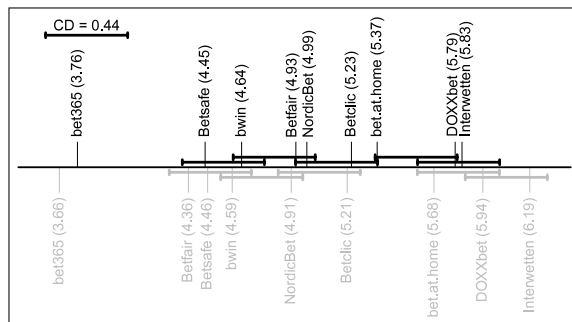 CD = 0.44
bet365 (3.76)
Betsafe (4.45)
bwin (4.64)
Betfair (4.93)
NordicBet (4.99)
Betclic (5.23)
bet.at.home (5.37)
DOXXbet (5.79)
Interwetten (5.83)
bet365 (3.66)
Betfair (4.36)
Betsafe (4.46)
bwin (4.59)
NordicBet (4.91)
Betclic (5.21)
bet.at.home (5.68)
DOXXbet (5.94)
Interwetten (6.19)